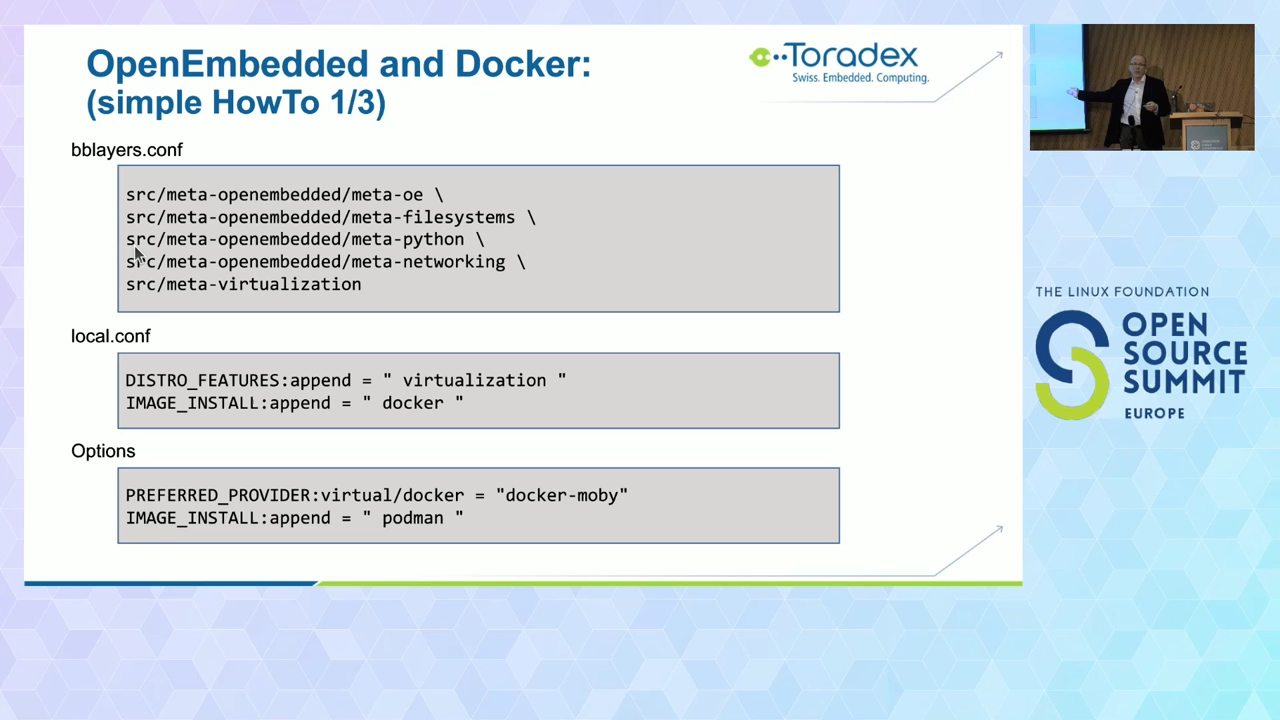 OpenEmbedded and Docker:
(simple HowTo 1/3)
Toradex
Swiss. Embedded. Computing.
bblayers.conf
src/meta-openembedded/meta-oe \
src/meta-openembedded/meta-filesystems \
src/meta-openembedded/meta-python \
src/meta-openembedded/meta-networking \
src/meta-virtualization
local.conf
DISTRO_FEATURES:append = " virtualization "
IMAGE_INSTALL:append = " docker "
Options
PREFERRED_PROVIDER:virtual/docker = "docker-moby"
IMAGE_INSTALL:append = " podman "
THE LINUX FOUNDATION
OPEN
SOURCE
SUMMIT
EUROPE